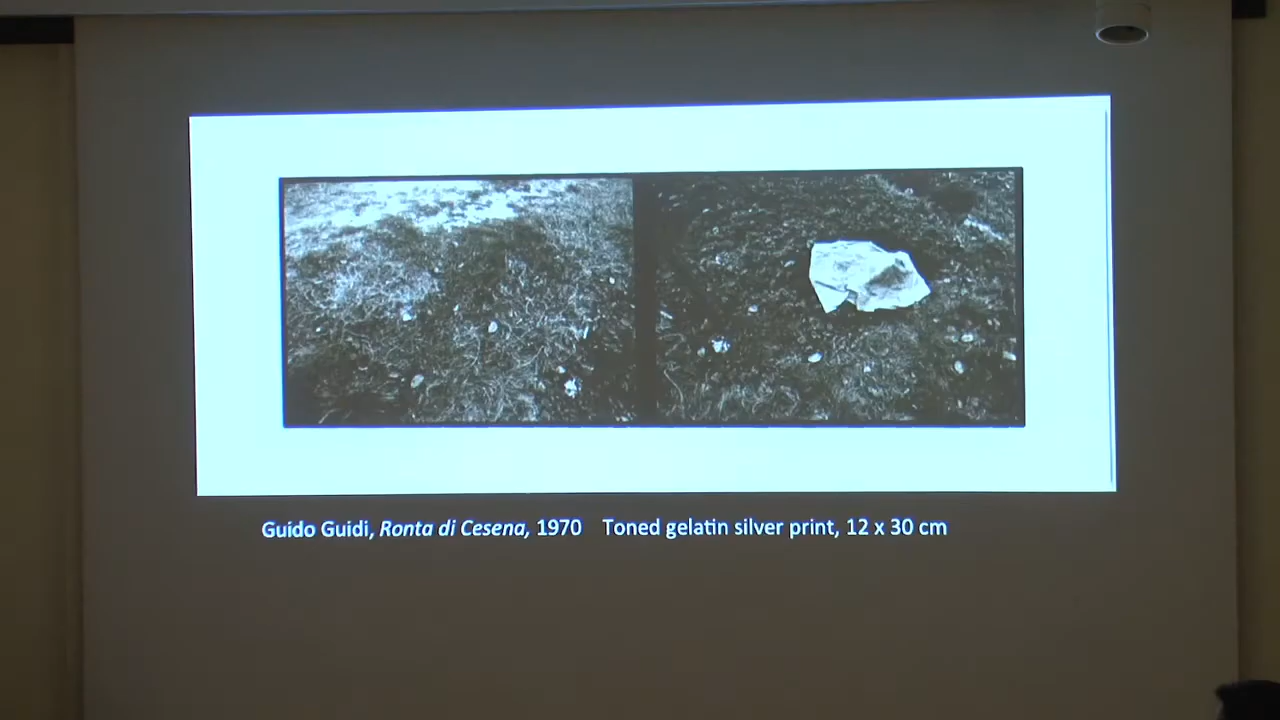 Guido Guidi, Ronta di Cesena, 1970 Toned gelatin silver print, 12 x 30 cm